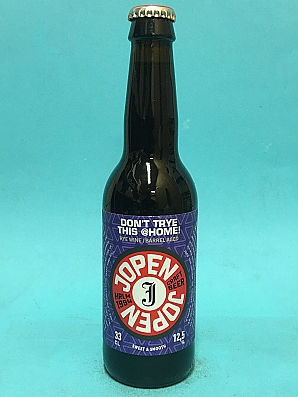 DON'T TRYE
THIS @HOME!
RYE WINE / BARREL AGED
JOPEN
HRLM
1994
J
CRAFT
BEER
JOPEN
33
CL
12,5
%
SWEET & SMOOTH